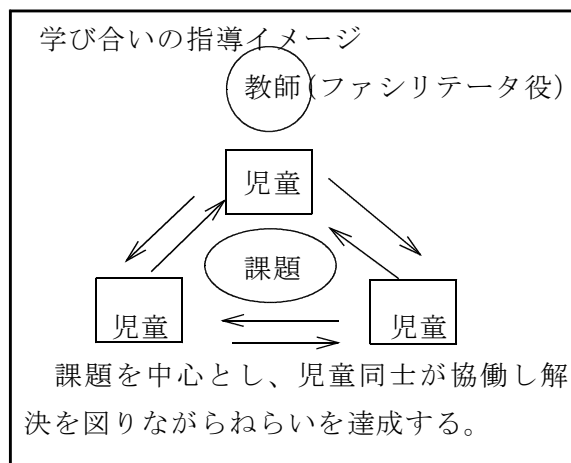 学び合いの指導イメージ
教師(ファシリテータ役)
児童
課題
児童
児童
課題を中心とし、児童同士が協働し解
決を図りながらねらいを達成する。